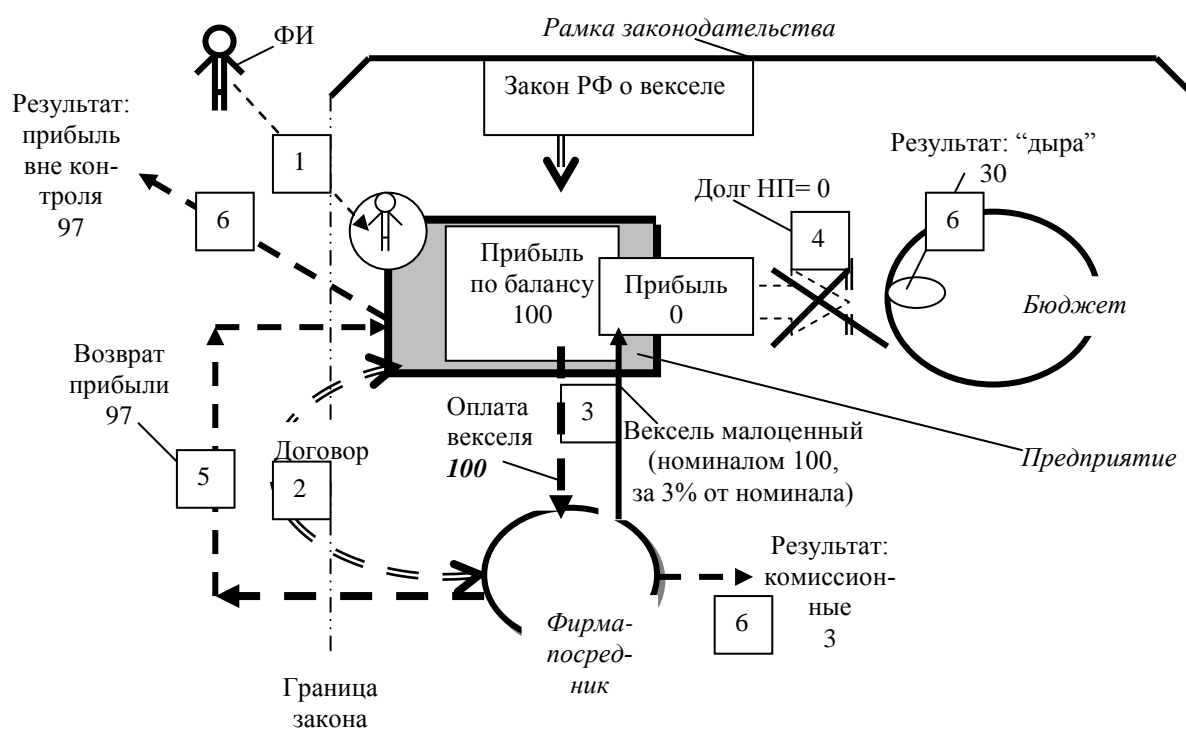 ФИ
Рамка законодательства
Закон РФ о векселе
Результат:
прибыль
вне кон-
троля
97
1
Результат: “дыра”
30
Долг НП= 0
6
6
4
Прибыль
по балансу
100
Прибыль
0
Бюджет
Возврат
прибыли
97
Оплата
векселя
100
3
Вексель малоценный
(номиналом 100,
за 3% от номинала)
Предприятие
Договор
5
2
Результат:
комиссион-
ные
3
6
Фирма-
посред-
ник
Граница
закона